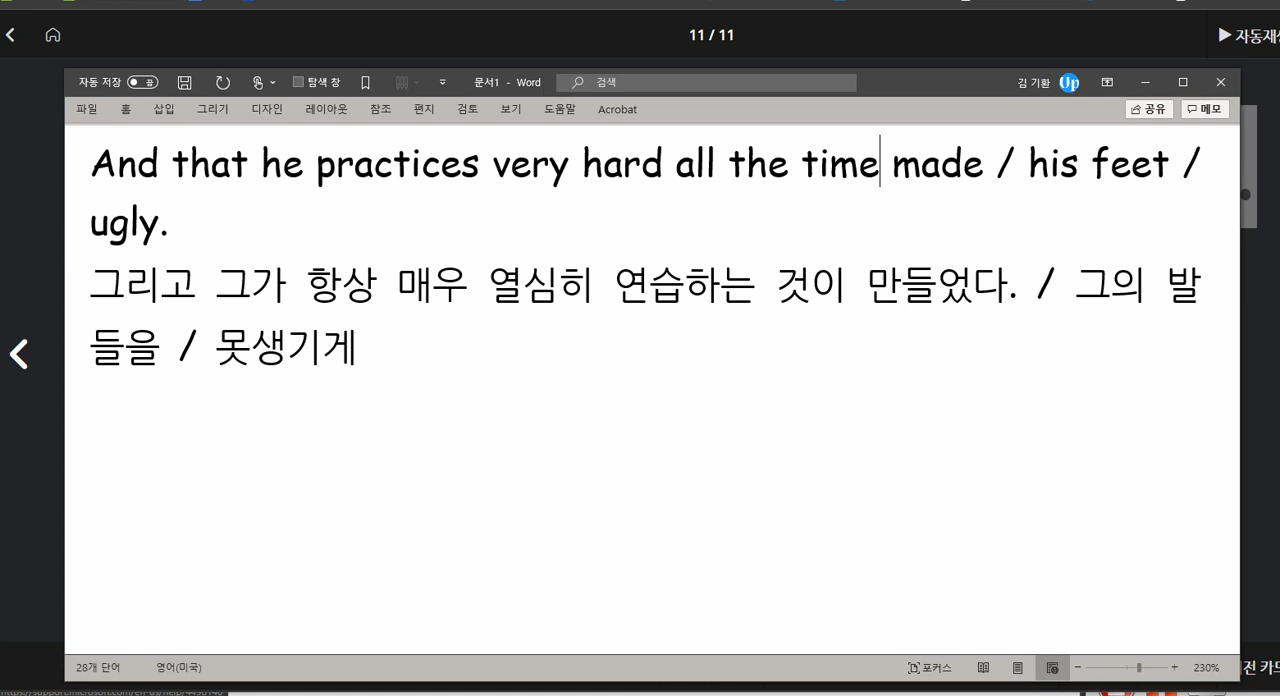 11 / 11
자동재생
자동 저장 끔 탐색 창 문서1 - Word 검색 김 기환 Up
파일 홈 삽입 그리기 디자인 레이아웃 참조 편지 검토 보기 도움말 Acrobat 공유 메모
And that he practices very hard all the time made / his feet /
ugly.
그리고 그가 항상 매우 열심히 연습하는 것이 만들었다. / 그의 발
들을 / 못생기게
28개 단어 영어(미국) 포커스 - + 230%